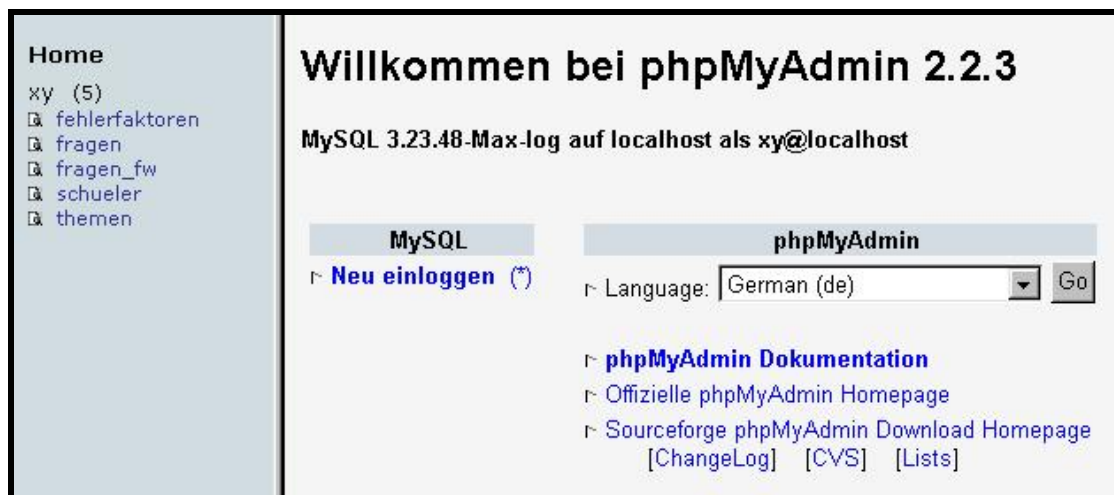 Home
xy (5)
fehlerfaktoren
fragen
fragen_fw
schueler
themen
Willkommen bei phpMyAdmin 2.2.3
MySQL 3.23.48-Max-log auf localhost als xy@localhost
MySQL
Neu einloggen (*)
phpMyAdmin
Language: German (de) Go
phpMyAdmin Dokumentation
Offizielle phpMyAdmin Homepage
Sourceforge phpMyAdmin Download Homepage
[ChangeLog] [CVS] [Lists]